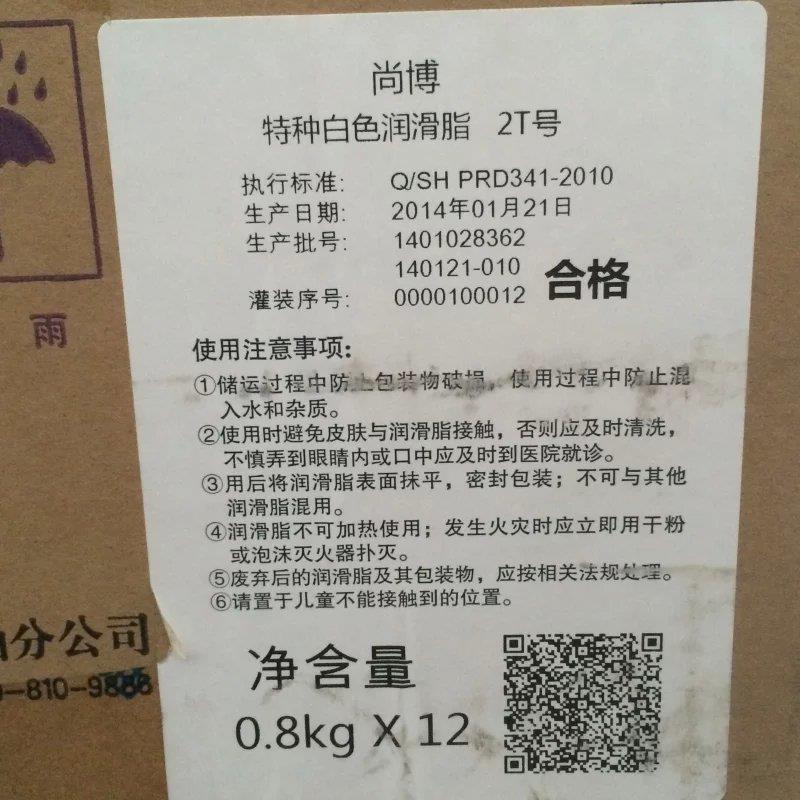 尚博
特种白色润滑脂 2T号
执行标准: Q/SH PRD341-2010
生产日期: 2014年01月21日
生产批号: 1401028362
140121-010 合格
灌装序号: 0000100012
使用注意事项:
①储运过程中防止包装物破损，使用过程中防止混
入水和杂质。
②使用时避免皮肤与润滑脂接触，否则应及时清洗，
不慎弄到眼睛内或口中应及时到医院就诊。
③用后将润滑脂表面抹平，密封包装；不可与其他
润滑脂混用。
④润滑脂不可加热使用；发生火灾时应立即用干粉
或泡沫灭火器扑灭。
⑤废弃后的润滑脂及其包装物，应按相关法规处理。
⑥请置于儿童不能接触到的位置。
净含量
0.8kg X 12
雨
分公司
-810-9886